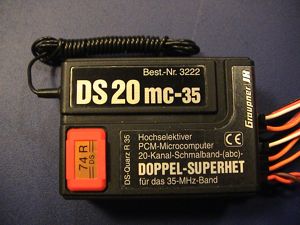 Best.-Nr. 3222
DS 20 mc-35
Graupner JR
74 R
DS
DS-Quarz R 35
Hochselektiver
PCM-Microcomputer
20-Kanal-Schmalband-(abc)-
DOPPEL-SUPERHET
für das 35-MHz-Band
CE